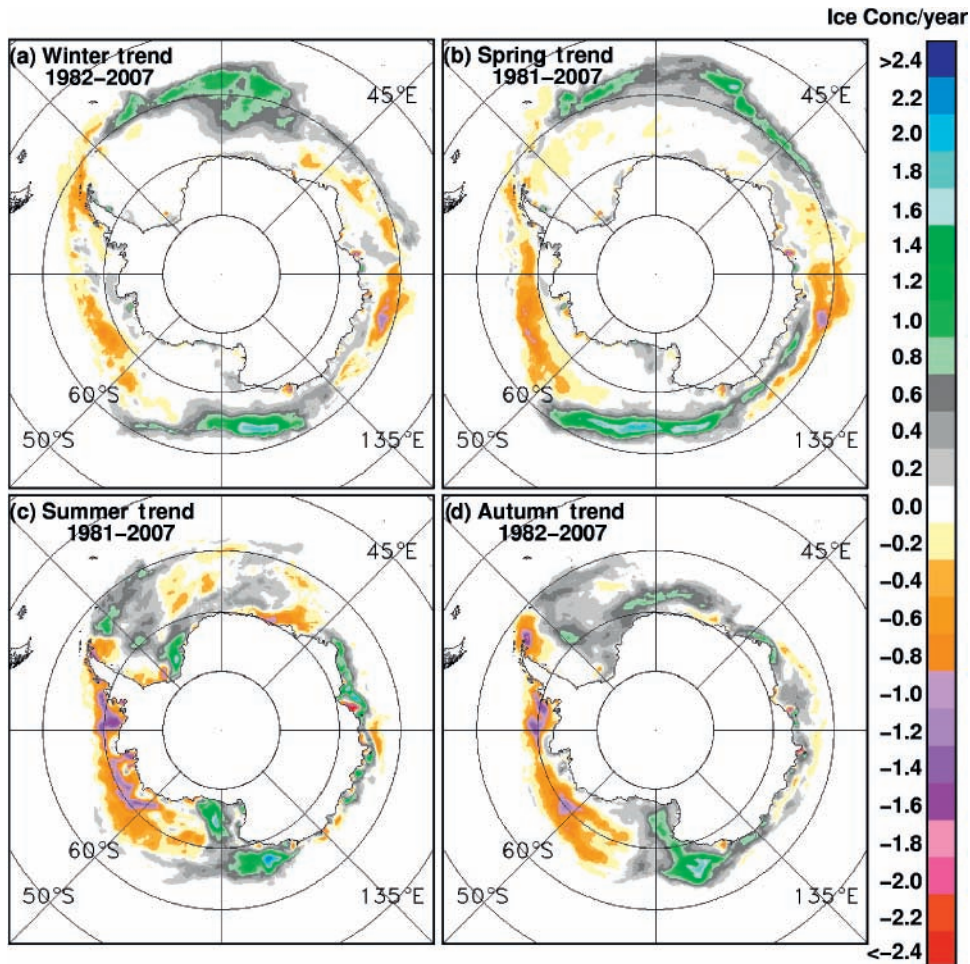 Ice Conc/year
(a) Winter trend
1982–2007
45°E
60°S
50°S
135°E
(b) Spring trend
1981–2007
45°E
60°S
50°S
135°E
(c) Summer trend
1981–2007
45°E
60°S
50°S
135°E
(d) Autumn trend
1982–2007
45°E
60°S
50°S
135°E
>2.4
2.2
2.0
1.8
1.6
1.4
1.2
1.0
0.8
0.6
0.4
0.2
0.0
−0.2
−0.4
−0.6
−0.8
−1.0
−1.2
−1.4
−1.6
−1.8
−2.0
−2.2
<−2.4